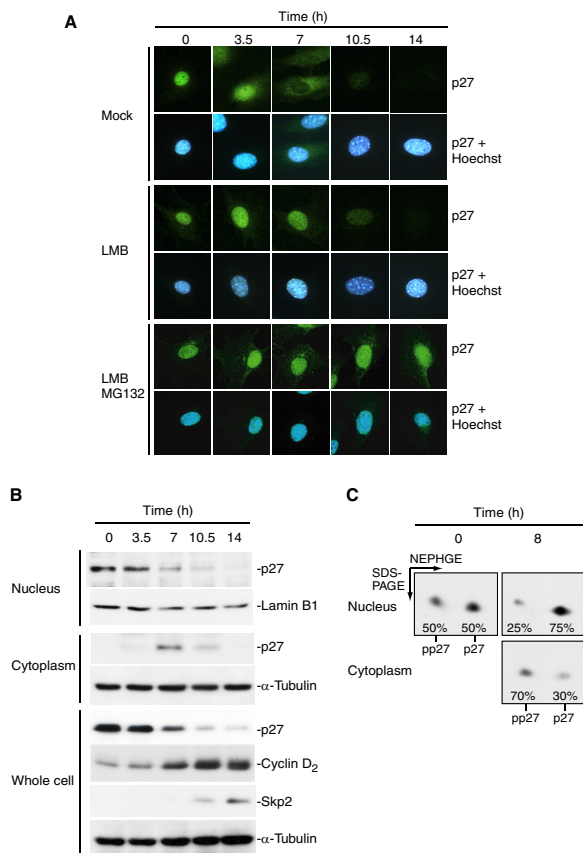 A
Time (h)
0 3.5 7 10.5 14
Mock
p27
p27 +
Hoechst
LMB
p27
p27 +
Hoechst
LMB
MG132
p27
p27 +
Hoechst
B
Time (h)
0 3.5 7 10.5 14
Nucleus
-p27
-Lamin B1
Cytoplasm
-p27
-α-Tubulin
Whole cell
-p27
-Cyclin D2
-Skp2
-α-Tubulin
C
Time (h)
0 8
NEPHGE
SDS-
PAGE
Nucleus
50% 50% 25% 75%
pp27 p27
Cytoplasm
70% 30%
pp27 p27